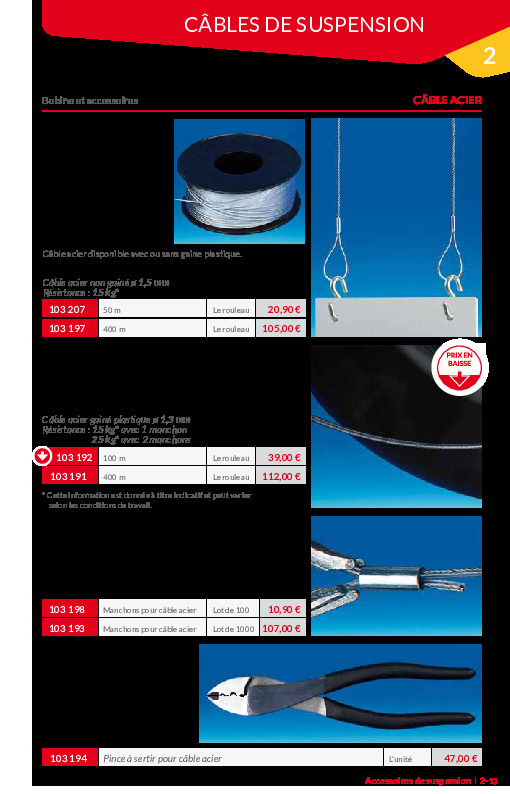 CÂBLES DE SUSPENSION
2
Bobine et accessoires
CÂBLE ACIER
Câble acier disponible avec ou sans gaine plastique.
Câble acier non gainé ø 1,5 mm
Résistance : 15 kg*
103 207 50 m Le rouleau 20,90 €
103 197 400 m Le rouleau 105,00 €
PRIX EN
BAISSE
Câble acier gainé plastique ø 1,3 mm
Résistance : 15 kg* avec 1 manchon
25 kg* avec 2 manchons
103 192 100 m Le rouleau 39,00 €
103 191 400 m Le rouleau 112,00 €
* Cette information est donnée à titre indicatif et peut varier
selon les conditions de travail.
103 198 Manchons pour câble acier Lot de 100 10,90 €
103 193 Manchons pour câble acier Lot de 1000 107,00 €
103 194 Pince à sertir pour câble acier L'unité 47,00 €
Accessoires de suspension | 2-13